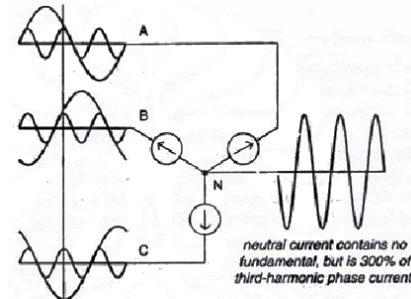 A
B
N
C
neutral current contains no
fundamental, but is 300% of
third-harmonic phase current